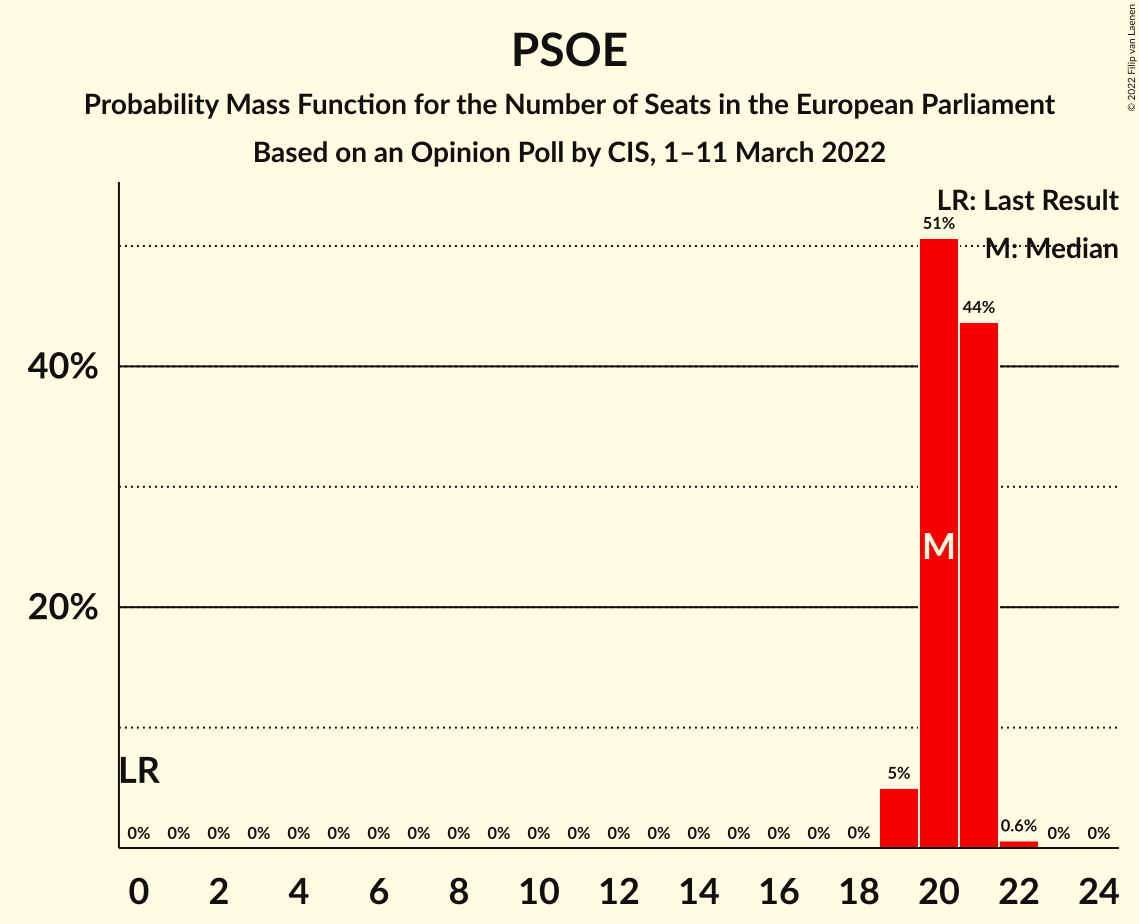 PSOE
Probability Mass Function for the Number of Seats in the European Parliament
Based on an Opinion Poll by CIS, 1–11 March 2022
© 2022 Filip van Laenen
LR: Last Result
M: Median
51%
44%
40%
M
20%
LR
5%
0% 0% 0% 0% 0% 0% 0% 0% 0% 0% 0% 0% 0% 0% 0% 0% 0% 0% 0% 0.6% 0% 0%
0 2 4 6 8 10 12 14 16 18 20 22 24